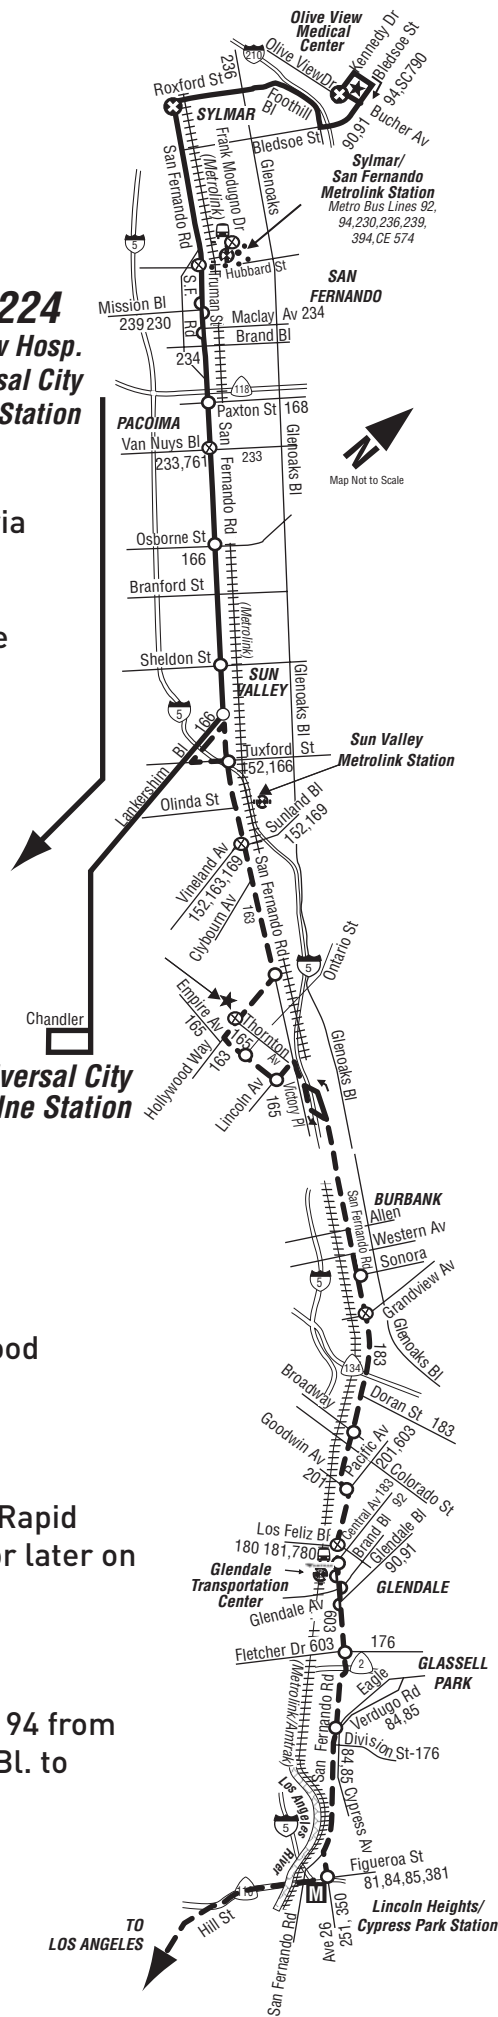 Olive View
Medical
Center
Kennedy Dr
Bledsoe St
94,SC790
Olive ViewDr
210
236
Roxford St
Foothill
Bl
Bucher Av
90,91
SYLMAR
Bledsoe St
Frank Modugno Dr
(Metrolink)
San Fernando Rd
Glenoaks
Sylmar/
San Fernando
Metrolink Station
Metro Bus Lines 92,
94,230,236,239,
394,CE 574
5
Hubbard St
Truman St
S.F.
Rd
SAN
FERNANDO
224
Hosp.
sal City
Station
Mission Bl
239 230
Maclay Av 234
Brand Bl
234
118
PACOIMA
Paxton St 168
Van Nuys Bl
233,761
233
San
Fernando Rd
Glenoaks Bl
N
Map Not to Scale
ia
Osborne St
166
Branford St
(Metrolink)
e
Sheldon St
SUN
VALLEY
Glenoaks Bl
5
166
Lankershim Bl
Tuxford St
152,166
Sun Valley
Metrolink Station
Olinda St
Sunland Bl
152,169
Vineland Av
152,163,169
Clybourn Av
163
San Fernando Rd
5
Ontario St
Empire Av
165
Hollywood Way
163
Thornton
Av
165
Lincoln Av
165
Victory Pl
Glenoaks Bl
Chandler
versal City
lne Station
BURBANK
San Fernando Rd
Allen
Western Av
Sonora
5
Grandview Av
Glenoaks Bl
183
134
ood
Broadway
Doran St 183
Goodwin Av
201
Pacific Av
201,603
Colorado St
Rapid
or later on
Central Av183
92
Brand Bl
Glendale Bl
90,91
Los Feliz Bl
180 181,780
Glendale
Transportation
Center
GLENDALE
Glendale Av
603
Fletcher Dr 603
176
2
GLASSELL
PARK
(Metrolink/Amtrak)
San Fernando Rd
Eagle
Verdugo Rd
84,85
94 from
Bl. to
Division St-176
84,85
Cypress Av
Los Angeles
River
5
Figueroa St
81,84,85,381
110
M
Hill St
Lincoln Heights/
Cypress Park Station
TO
LOS ANGELES
San Fernando Rd
Ave 26
251, 350